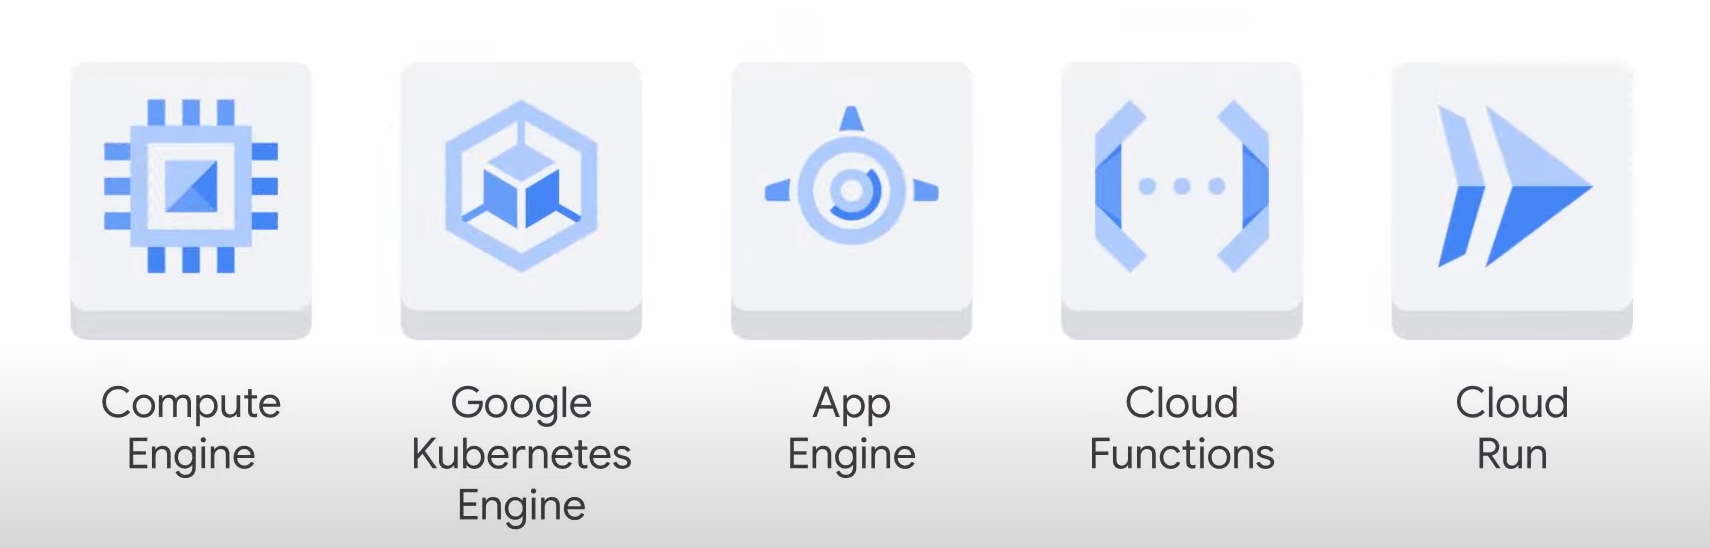 Compute
Engine
Google
Kubernetes
Engine
App
Engine
Cloud
Functions
Cloud
Run